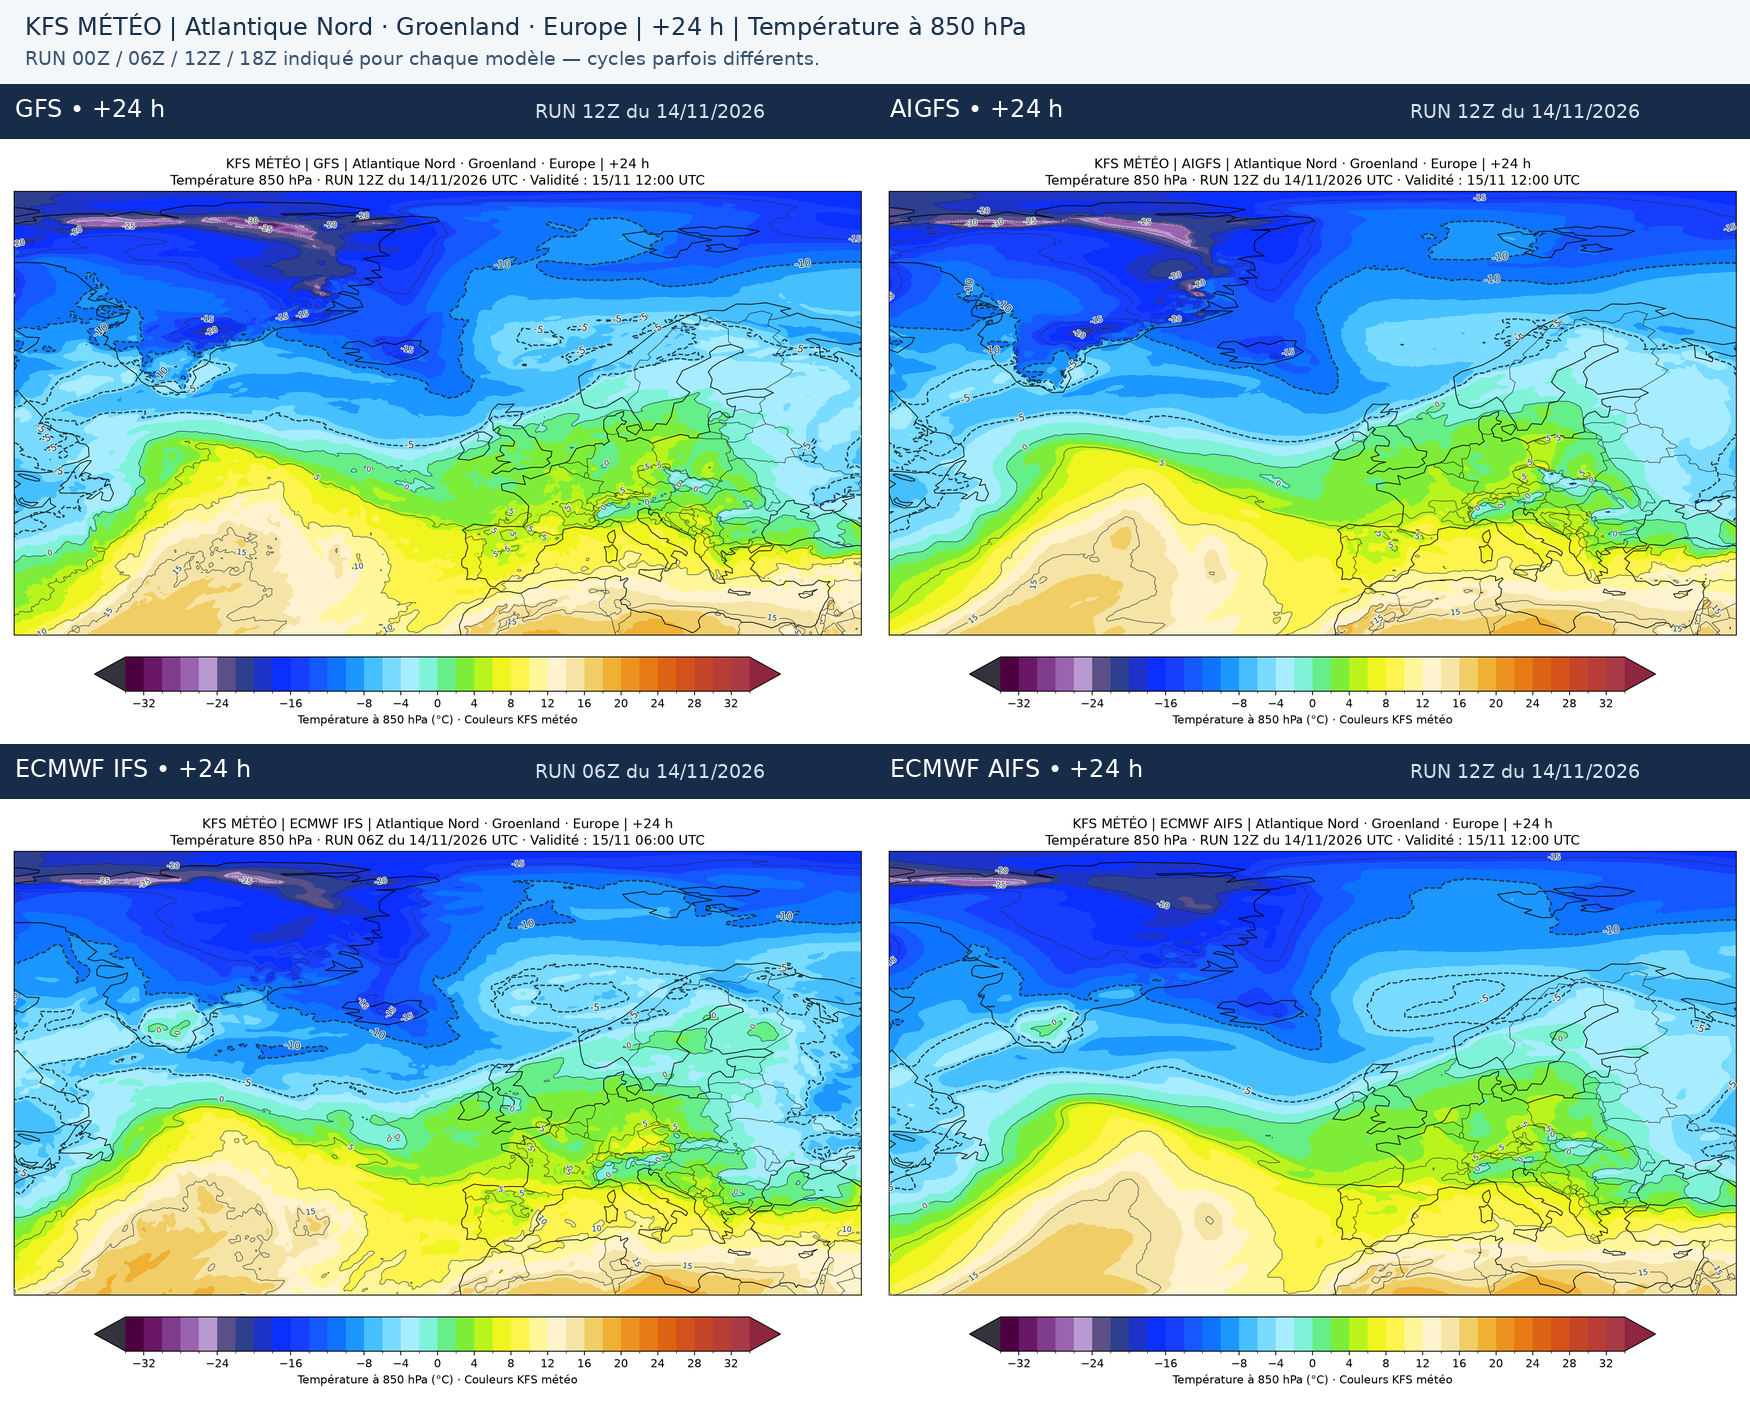 KFS MÉTÉO | Atlantique Nord · Groenland · Europe | +24 h | Température à 850 hPa
RUN 00Z / 06Z / 12Z / 18Z indiqué pour chaque modèle — cycles parfois différents.
GFS • +24 h RUN 12Z du 14/11/2026
KFS MÉTÉO | GFS | Atlantique Nord · Groenland · Europe | +24 h
Température 850 hPa · RUN 12Z du 14/11/2026 UTC · Validité : 15/11 12:00 UTC
−32 −24 −16 −8 −4 0 4 8 12 16 20 24 28 32
Température à 850 hPa (°C) · Couleurs KFS météo
AIGFS • +24 h RUN 12Z du 14/11/2026
KFS MÉTÉO | AIGFS | Atlantique Nord · Groenland · Europe | +24 h
Température 850 hPa · RUN 12Z du 14/11/2026 UTC · Validité : 15/11 12:00 UTC
−32 −24 −16 −8 −4 0 4 8 12 16 20 24 28 32
Température à 850 hPa (°C) · Couleurs KFS météo
ECMWF IFS • +24 h RUN 06Z du 14/11/2026
KFS MÉTÉO | ECMWF IFS | Atlantique Nord · Groenland · Europe | +24 h
Température 850 hPa · RUN 06Z du 14/11/2026 UTC · Validité : 15/11 06:00 UTC
−32 −24 −16 −8 −4 0 4 8 12 16 20 24 28 32
Température à 850 hPa (°C) · Couleurs KFS météo
ECMWF AIFS • +24 h RUN 12Z du 14/11/2026
KFS MÉTÉO | ECMWF AIFS | Atlantique Nord · Groenland · Europe | +24 h
Température 850 hPa · RUN 12Z du 14/11/2026 UTC · Validité : 15/11 12:00 UTC
−32 −24 −16 −8 −4 0 4 8 12 16 20 24 28 32
Température à 850 hPa (°C) · Couleurs KFS météo